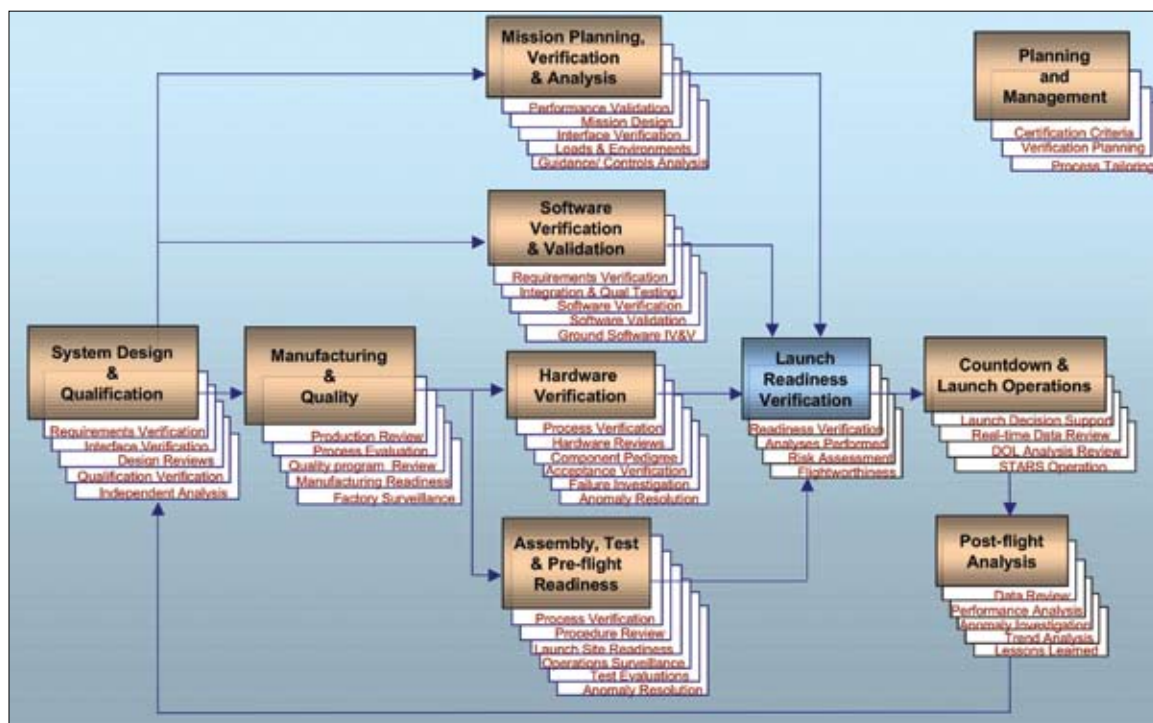 Mission Planning,
Verification
& Analysis
Performance Validation
Mission Design
Interface Verification
Loads & Environments
Guidance/ Controls Analysis
Planning
and
Management
Certification Criteria
Verification Planning
Process Tailoring
Software
Verification
& Validation
Requirements Verification
Integration & Qual Testing
Software Verification
Software Validation
Ground Software IV&V
System Design
&
Qualification
Requirements Verification
Interface Verification
Design Reviews
Qualification Verification
Independent Analysis
Manufacturing
&
Quality
Production Review
Process Evaluation
Quality program Review
Manufacturing Readiness
Factory Surveillance
Hardware
Verification
Process Verification
Hardware Reviews
Component Pedigree
Acceptance Verification
Failure Investigation
Anomaly Resolution
Launch
Readiness
Verification
Readiness Verification
Analyses Performed
Risk Assessment
Flightworthiness
Countdown &
Launch Operations
Launch Decision Support
Real-time Data Review
DOL Analysis Review
STARS Operation
Assembly, Test
& Pre-flight
Readiness
Process Verification
Procedure Review
Launch Site Readiness
Operations Surveillance
Test Evaluations
Anomaly Resolution
Post-flight
Analysis
Data Review
Performance Analysis
Anomaly Investigation
Trend Analysis
Lessons Learned